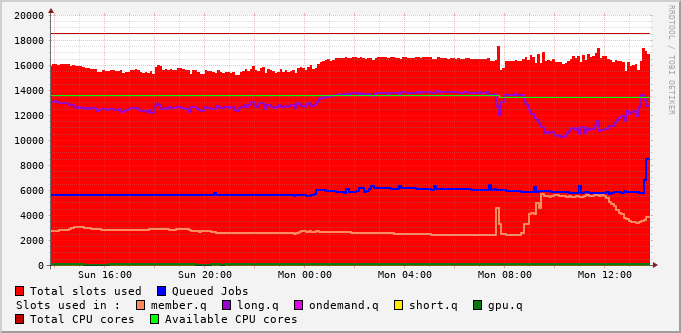 RRDTOOL / TOBI OETIKER
20000
18000
16000
14000
12000
10000
8000
6000
4000
2000
0
Sun 16:00 Sun 20:00 Mon 00:00 Mon 04:00 Mon 08:00 Mon 12:00
Total slots used Queued Jobs
Slots used in : member.q long.q ondemand.q short.q gpu.q
Total CPU cores Available CPU cores